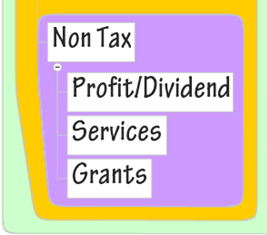 Non Tax
Profit/Dividend
Services
Grants